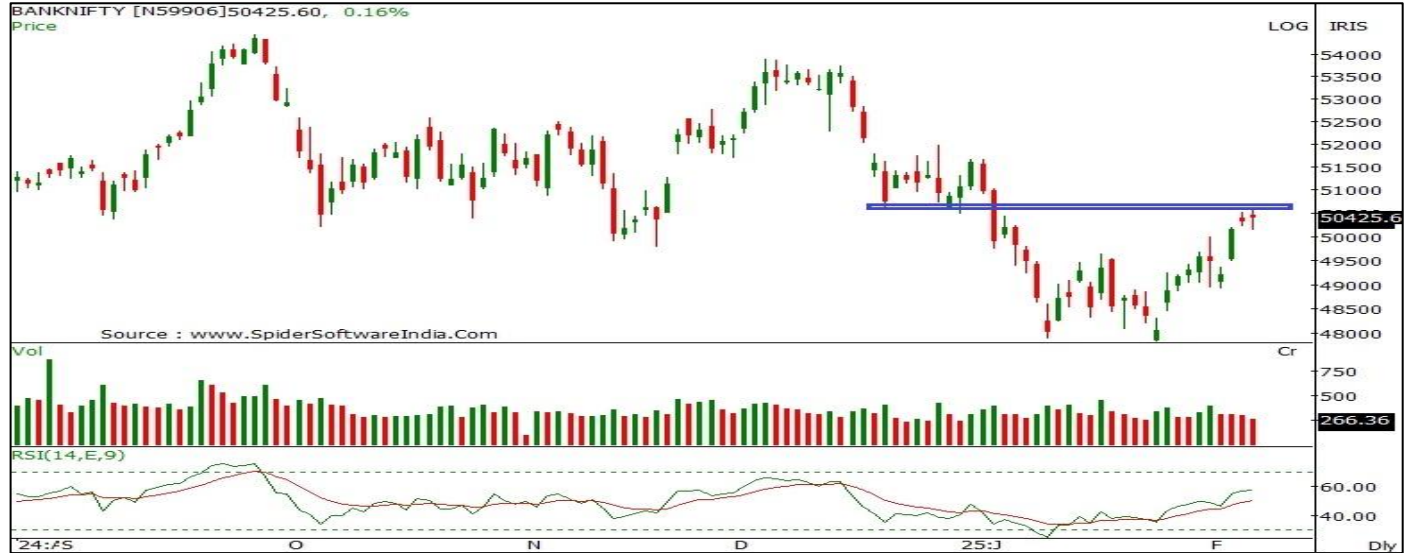 BANKNIFTY [N59906]50425.60, 0.16%
Price
LOG IRIS
54000
53500
53000
52500
52000
51500
51000
50425.6
50000
49500
49000
48500
48000
Source : www.SpiderSoftwareIndia.Com
Vol
Cr
750
500
266.36
RSI(14,E,9)
60.00
40.00
O N D 25:J F Dly